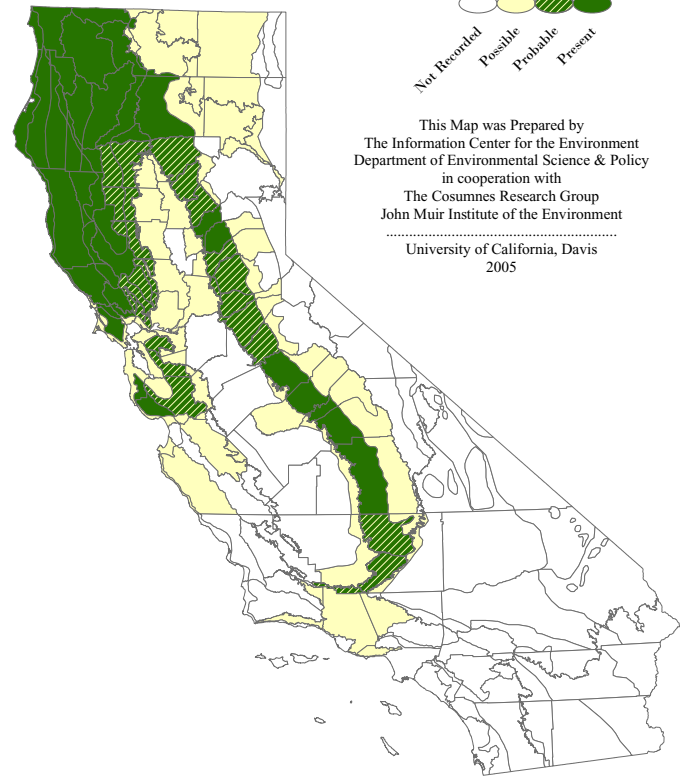 Not Recorded
Possible
Probable
Present
This Map was Prepared by
The Information Center for the Environment
Department of Environmental Science & Policy
in cooperation with
The Cosumnes Research Group
John Muir Institute of the Environment
................................................................
University of California, Davis
2005